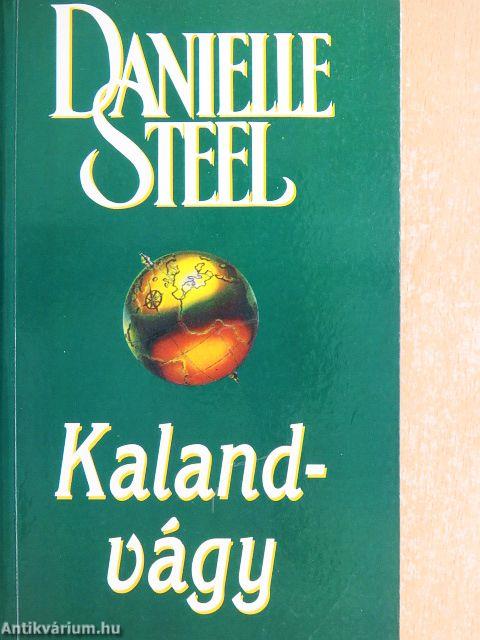 DANIELLE
STEEL
Kaland-
vágy
Antikvárium.hu